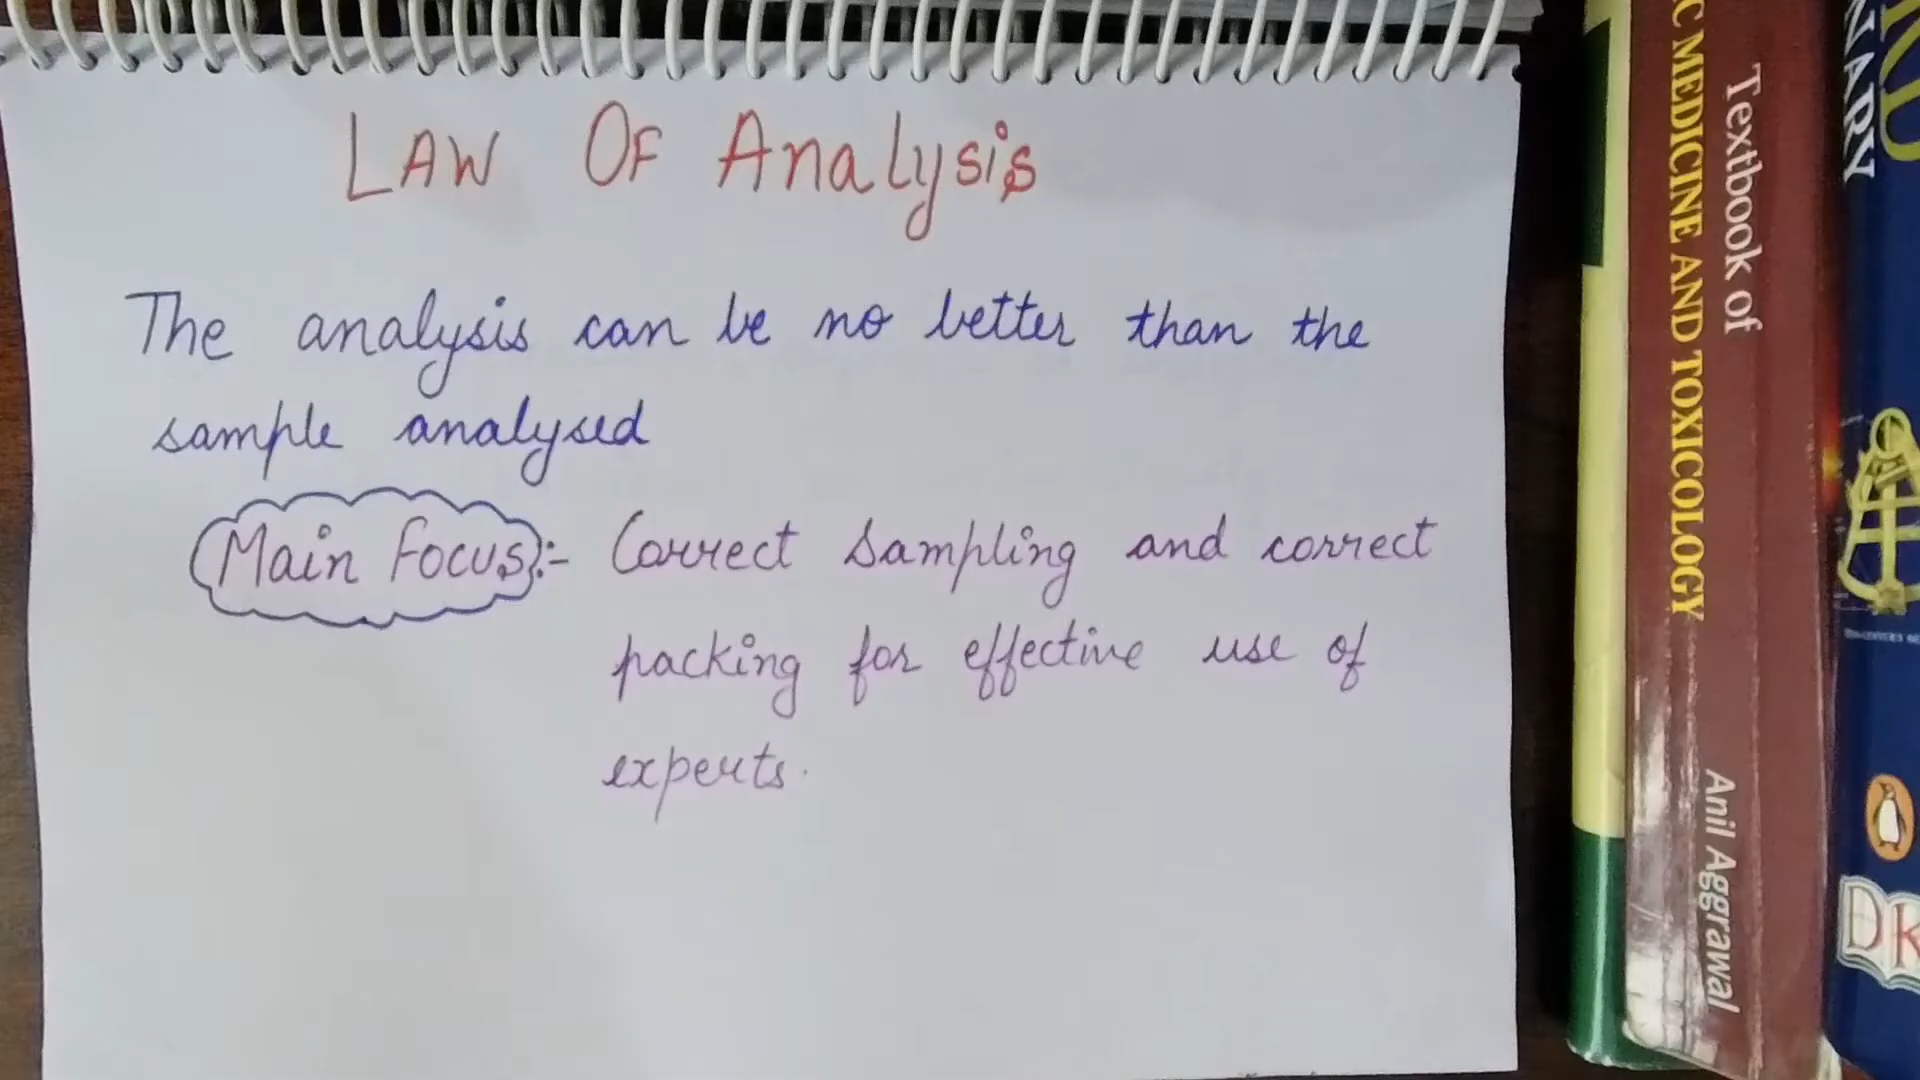 LAW OF Analysis
The analysis can be no better than the
sample analysed
Main Focus:- Correct sampling and correct
packing for effective use of
experts.
Textbook of
C MEDICINE AND TOXICOLOGY
Anil Aggrawal
NARY
DK